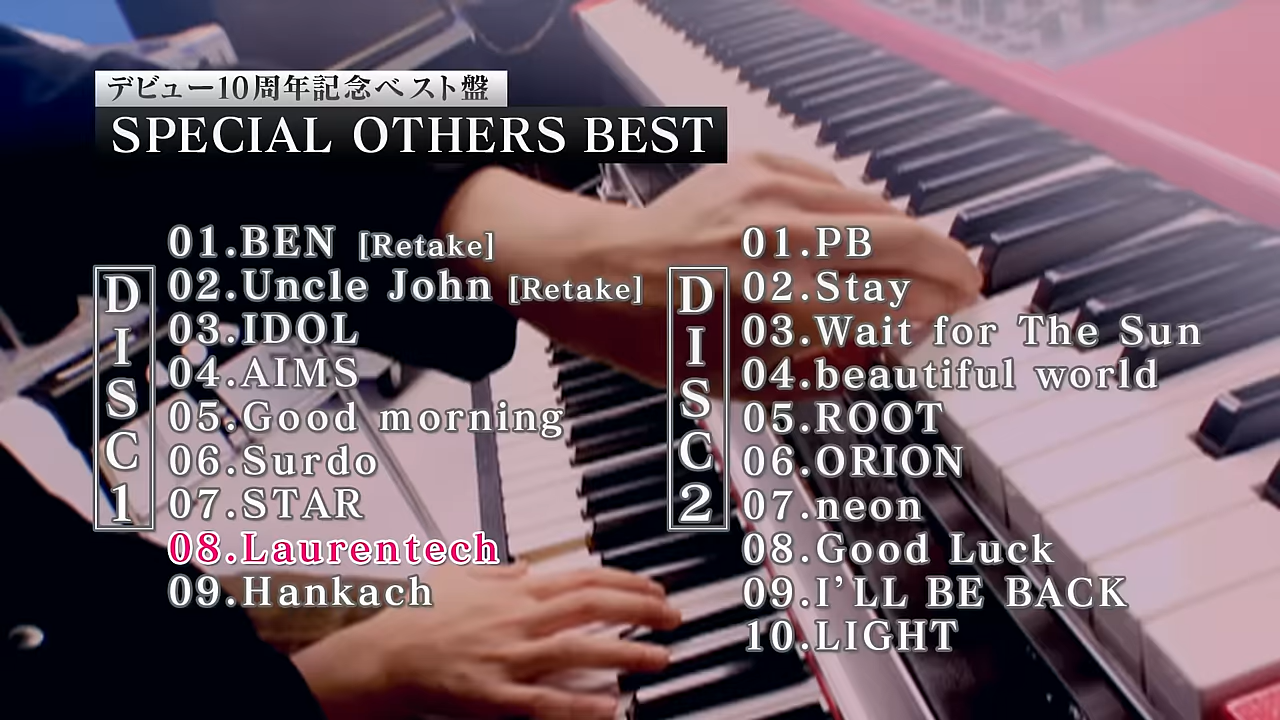 デビュー10周年記念ベスト盤
SPECIAL OTHERS BEST
DISC1
01.BEN [Retake]
02.Uncle John [Retake]
03.IDOL
04.AIMS
05.Good morning
06.Surdo
07.STAR
08.Laurentech
09.Hankach
DISC2
01.PB
02.Stay
03.Wait for The Sun
04.beautiful world
05.ROOT
06.ORION
07.neon
08.Good Luck
09.I’LL BE BACK
10.LIGHT